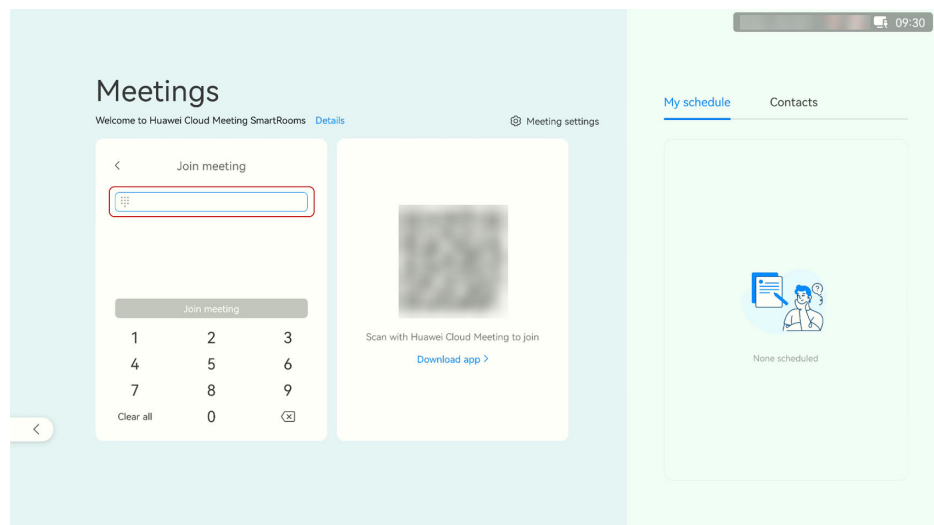 09:30
Meetings
Welcome to Huawei Cloud Meeting SmartRooms Details
Meeting settings
Join meeting
Join meeting
1 2 3
4 5 6
7 8 9
Clear all 0
Scan with Huawei Cloud Meeting to join
Download app >
My schedule Contacts
None scheduled